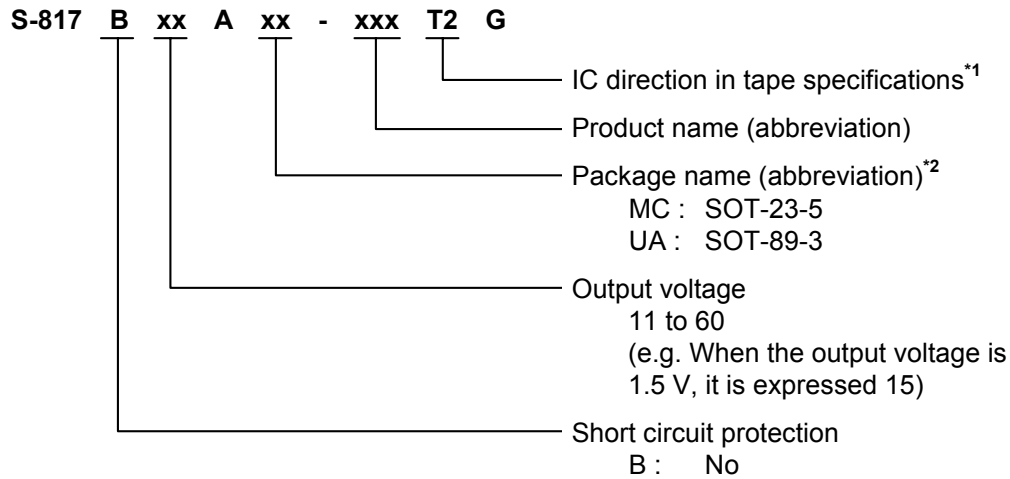 S-817 B xx A xx - xxx T2 G
IC direction in tape specifications*1
Product name (abbreviation)
Package name (abbreviation)*2
MC : SOT-23-5
UA : SOT-89-3
Output voltage
11 to 60
(e.g. When the output voltage is
1.5 V, it is expressed 15)
Short circuit protection
B : No